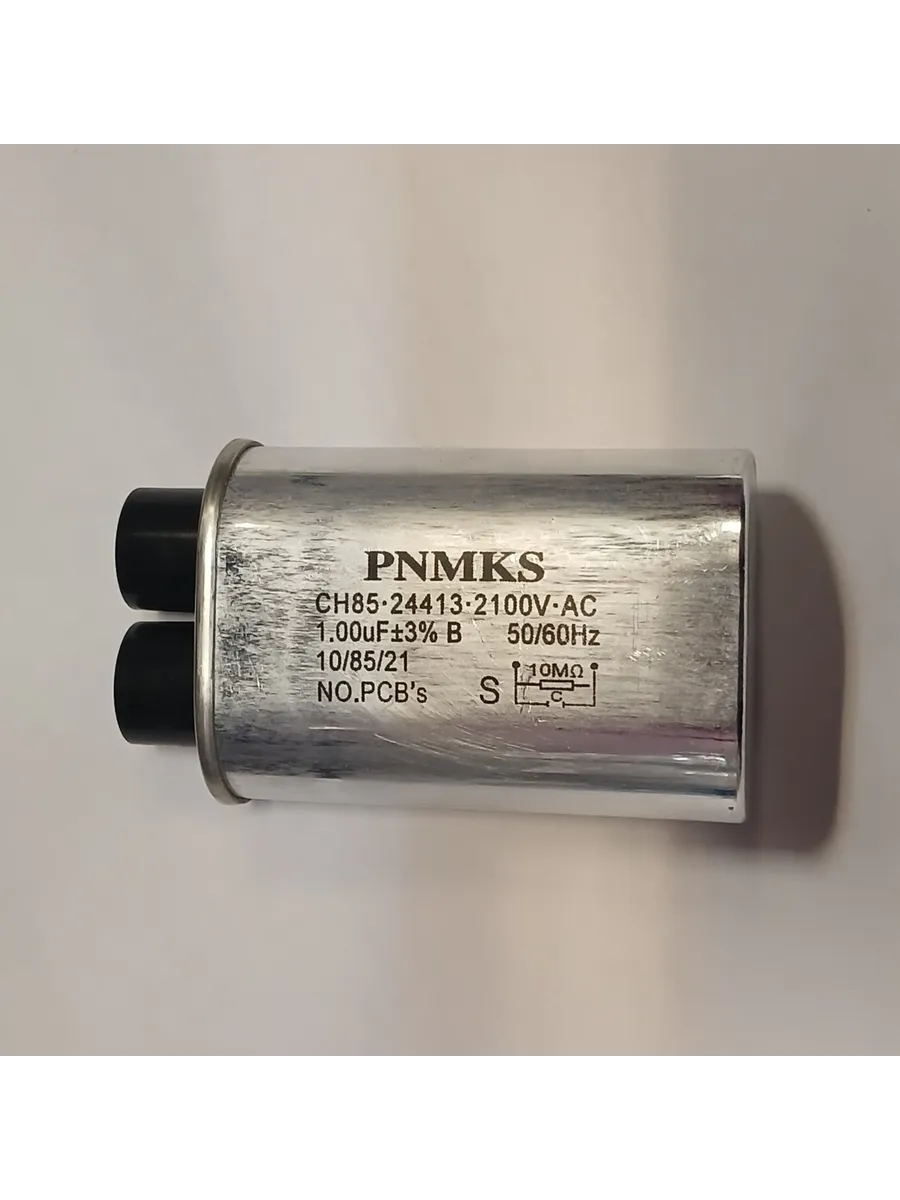 PNMKS
CH85·24413·2100V·AC
1.00uF±3% B 50/60Hz
10/85/21
NO.PCB's S
10MΩ
C